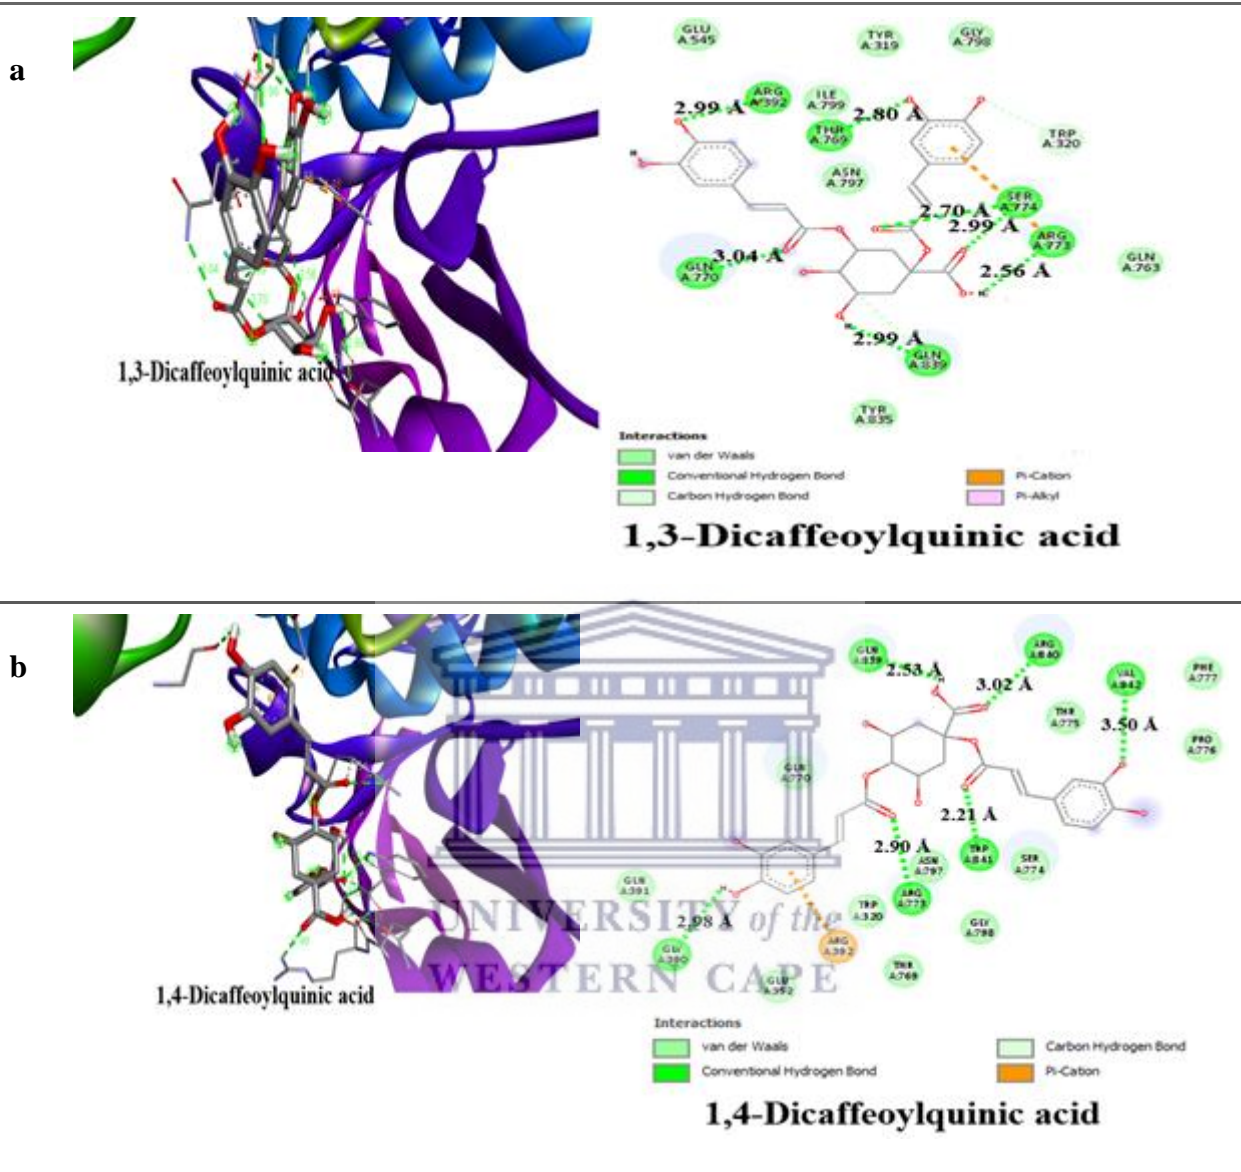 a
GLU A:545
TYR A:319
GLY A:798
2.99 Å
ARG A:392
ILE A:799
2.80 Å
THR A:769
TRP A:320
ASN A:797
SER A:774
2.70 Å
2.99 Å
ARG A:773
3.04 Å
GLN A:770
2.56 Å
GLN A:763
2.99 Å
GLN A:839
1,3-Dicaffeoylquinic acid
TYR A:835
Interactions
van der Waals
Conventional Hydrogen Bond
Carbon Hydrogen Bond
Pi-Cation
Pi-Alkyl
1,3-Dicaffeoylquinic acid
b
GLN A:839
2.53 Å
ARG A:840
3.02 Å
VAL A:842
PHE A:777
THR A:775
3.50 Å
PRO A:776
GLN A:770
2.21 Å
2.90 Å
ASN A:797
TRP A:841
SER A:774
GLN A:391
ARG A:773
TRP A:320
GLY A:798
2.98 Å
ARG A:392
THR A:769
UNIVERSITY of the
WESTERN CAPE
1,4-Dicaffeoylquinic acid
Interactions
van der Waals
Conventional Hydrogen Bond
Carbon Hydrogen Bond
Pi-Cation
1,4-Dicaffeoylquinic acid